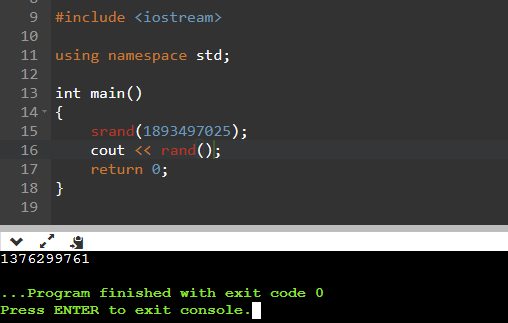 9 #include <iostream>
10
11 using namespace std;
12
13 int main()
14 {
15 srand(1893497025);
16 cout << rand();
17 return 0;
18 }
19
1376299761
...Program finished with exit code 0
Press ENTER to exit console.